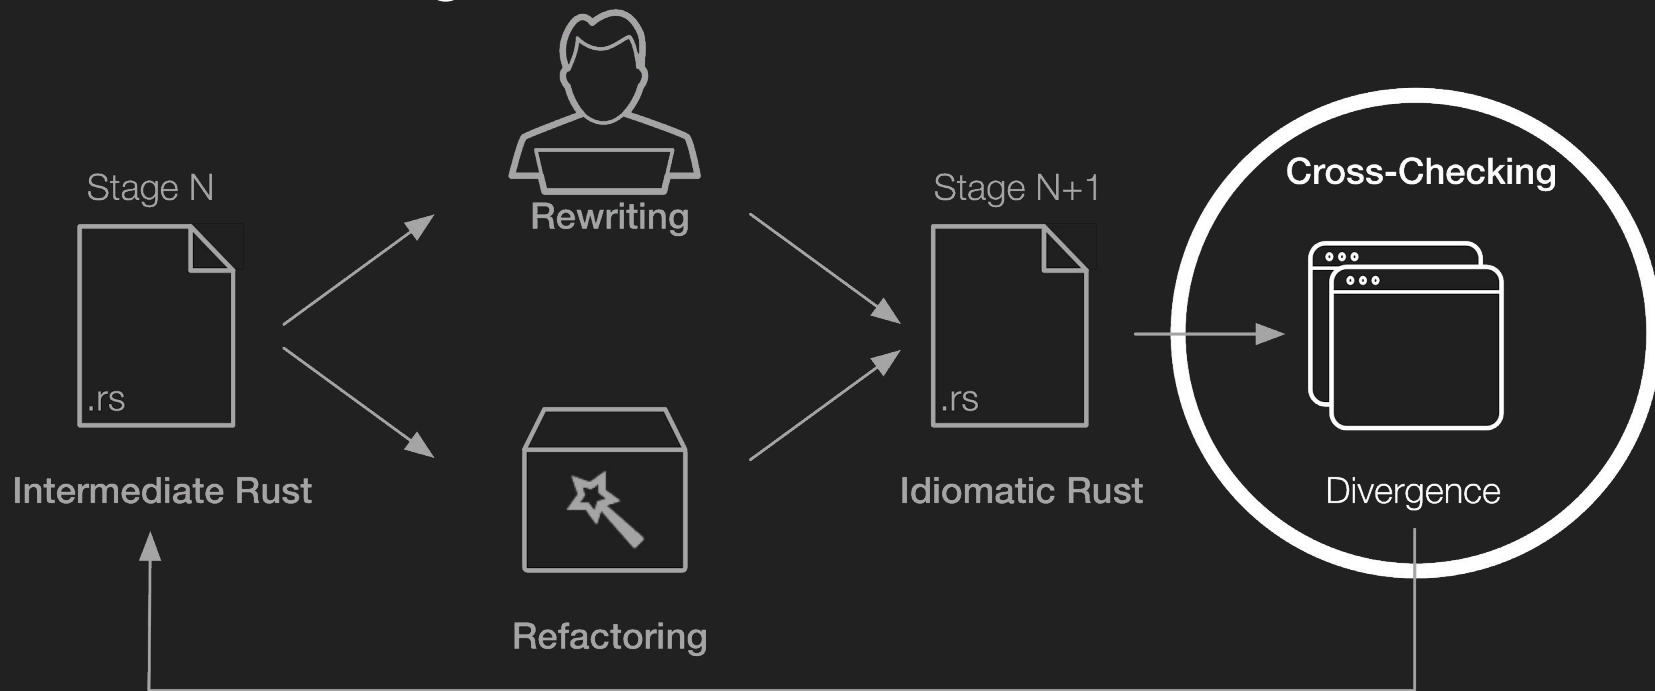 Stage N
.rs
Intermediate Rust
Rewriting
Refactoring
Stage N+1
.rs
Idiomatic Rust
Cross-Checking
Divergence